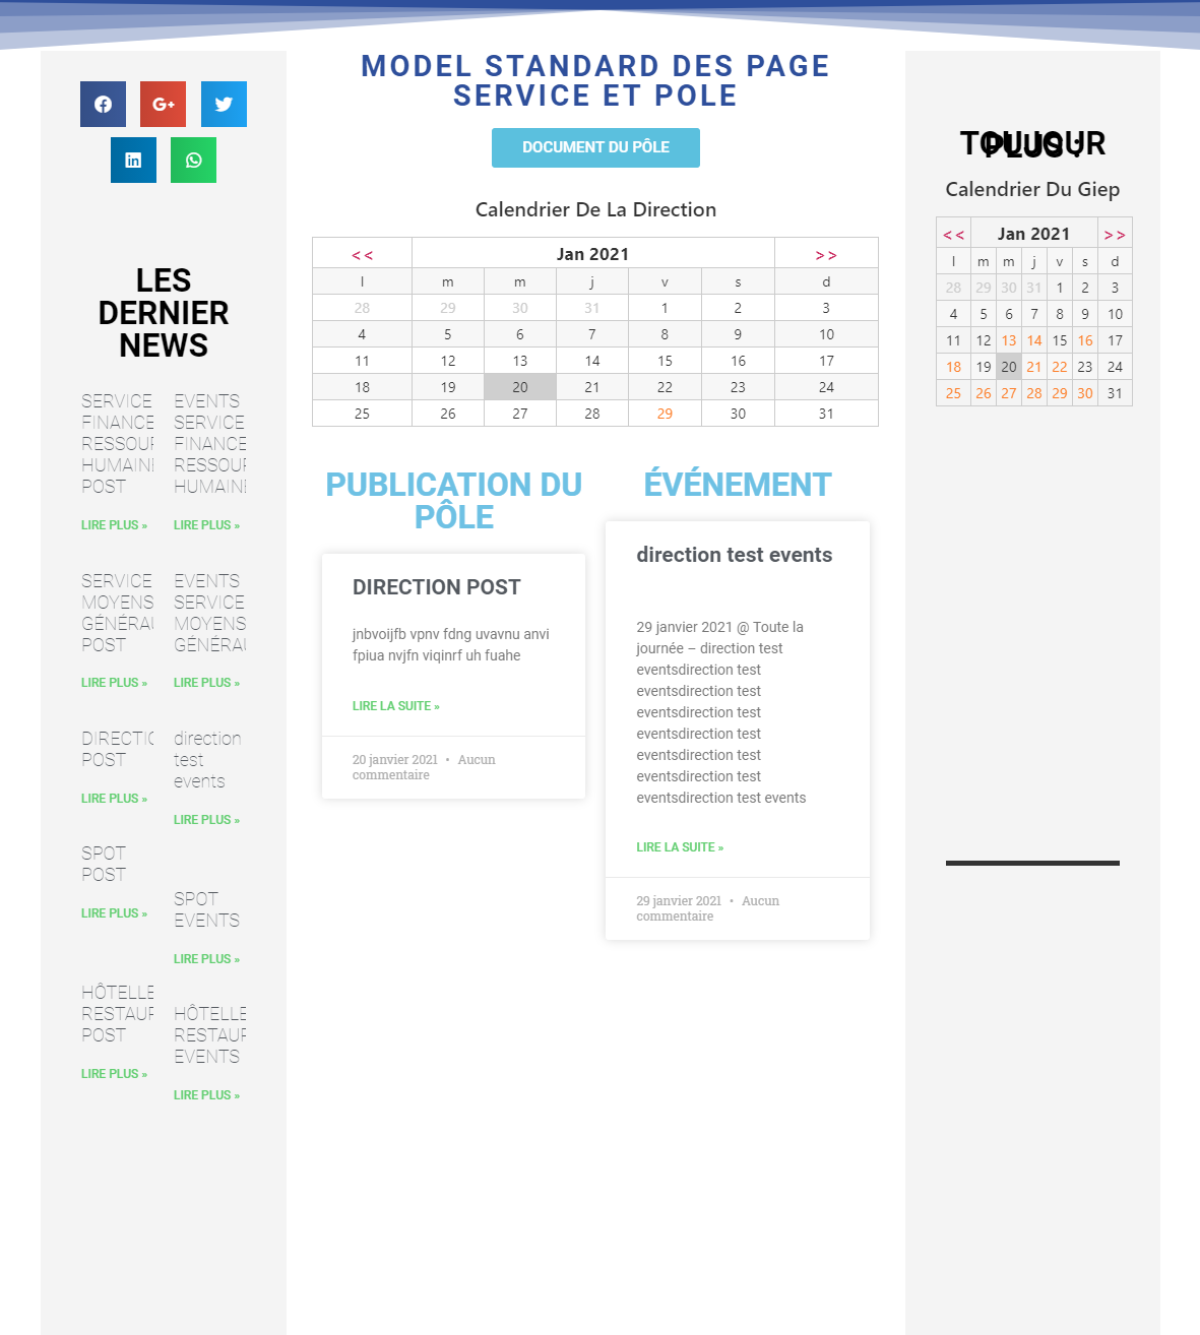 LES
DERNIER
NEWS
SERVICE
FINANCE
RESSOUR
HUMAINE
POST
LIRE PLUS »
EVENTS
SERVICE
FINANCE
RESSOUR
HUMAINE
LIRE PLUS »
SERVICE
MOYENS
GÉNÉRAU
POST
LIRE PLUS »
EVENTS
SERVICE
MOYENS
GÉNÉRAU
LIRE PLUS »
DIRECTIO
POST
LIRE PLUS »
direction
test
events
LIRE PLUS »
SPOT
POST
LIRE PLUS »
SPOT
EVENTS
LIRE PLUS »
HÔTELLE
RESTAUR
POST
LIRE PLUS »
HÔTELLE
RESTAUR
EVENTS
LIRE PLUS »
MODEL STANDARD DES PAGE
SERVICE ET POLE
DOCUMENT DU PÔLE
Calendrier De La Direction
<< Jan 2021 >>
l m m j v s d
28 29 30 31 1 2 3
4 5 6 7 8 9 10
11 12 13 14 15 16 17
18 19 20 21 22 23 24
25 26 27 28 29 30 31
PUBLICATION DU
PÔLE
DIRECTION POST
jnbvoijfb vpnv fdng uvavnu anvi
fpiua nvjfn viqinrf uh fuahe
LIRE LA SUITE »
20 janvier 2021 • Aucun
commentaire
ÉVÉNEMENT
direction test events
29 janvier 2021 @ Toute la
journée – direction test
eventsdirection test
eventsdirection test
eventsdirection test
eventsdirection test
eventsdirection test
eventsdirection test
eventsdirection test events
LIRE LA SUITE »
29 janvier 2021 • Aucun
commentaire
TOUJOUR
PLUS :
Calendrier Du Giep
<< Jan 2021 >>
l m m j v s d
28 29 30 31 1 2 3
4 5 6 7 8 9 10
11 12 13 14 15 16 17
18 19 20 21 22 23 24
25 26 27 28 29 30 31